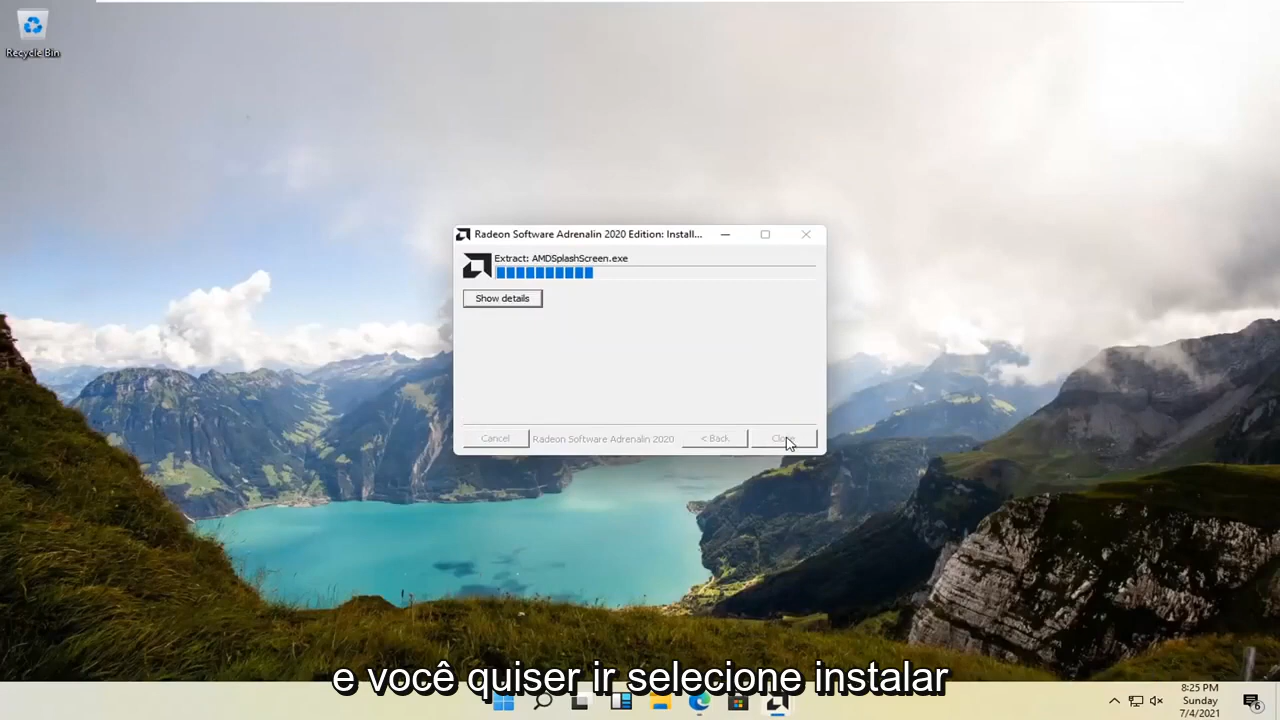 Recycle Bin
Radeon Software Adrenalin 2020 Edition: Install...
Extract: AMDSplashScreen.exe
Show details
Cancel
Radeon Software Adrenalin 2020
< Back
Close
e você quiser ir selecione instalar
8:25 PM
Sunday
7/4/2021
6